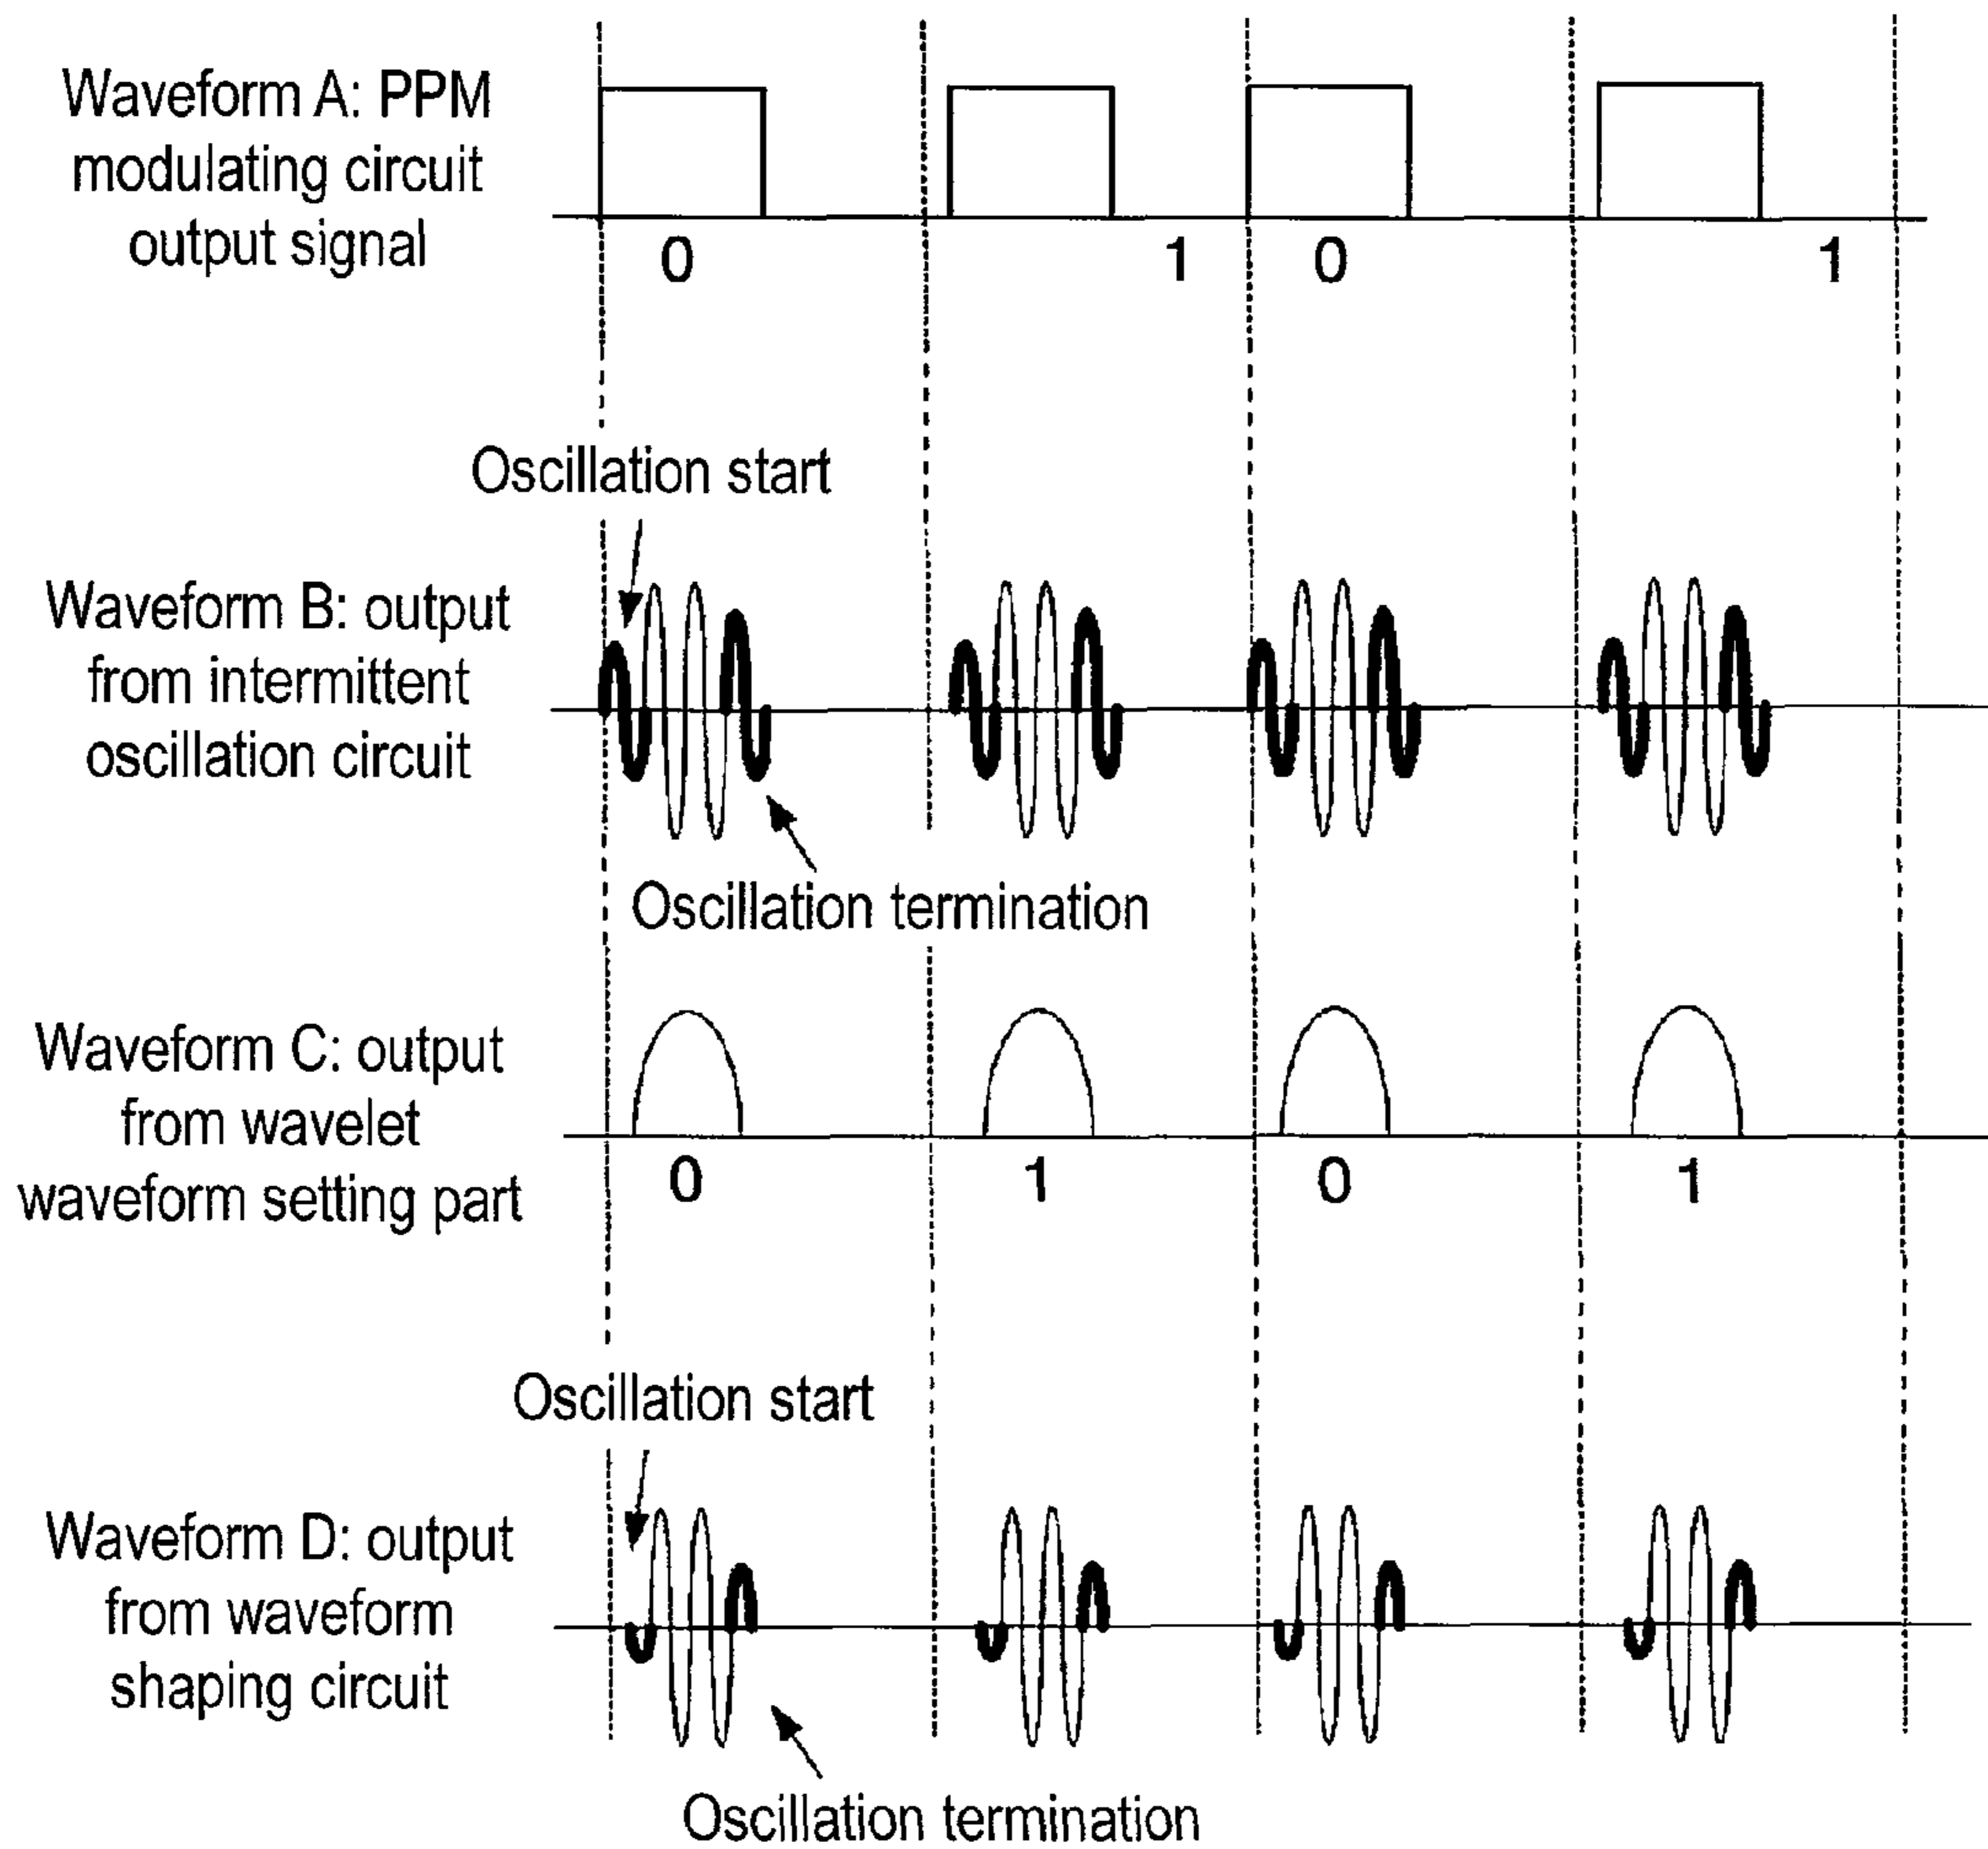 Waveform A: PPM
modulating circuit
output signal
0 1 0 1
Oscillation start
Waveform B: output
from intermittent
oscillation circuit
Oscillation termination
Waveform C: output
from wavelet
waveform setting part
0 1 0 1
Oscillation start
Waveform D: output
from waveform
shaping circuit
Oscillation termination